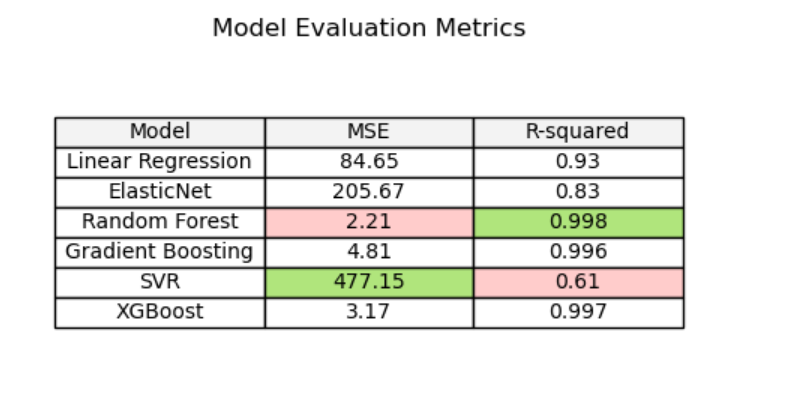 Model Evaluation Metrics
Model MSE R-squared
Linear Regression 84.65 0.93
ElasticNet 205.67 0.83
Random Forest 2.21 0.998
Gradient Boosting 4.81 0.996
SVR 477.15 0.61
XGBoost 3.17 0.997